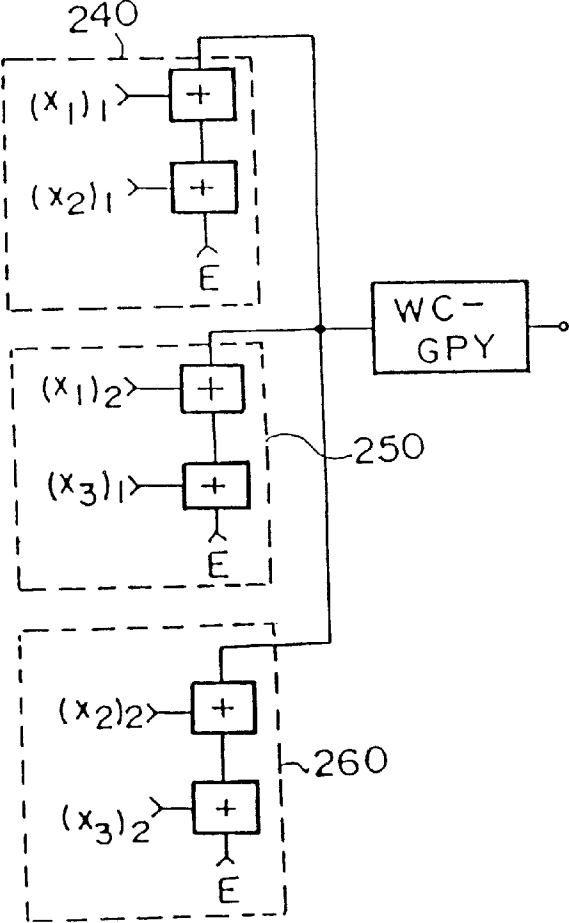 240
(x₁)₁
+
(x₂)₁
+
E
WC-
GPY
(x₁)₂
+
250
(x₃)₁
+
E
(x₂)₂
+
260
(x₃)₂
+
E